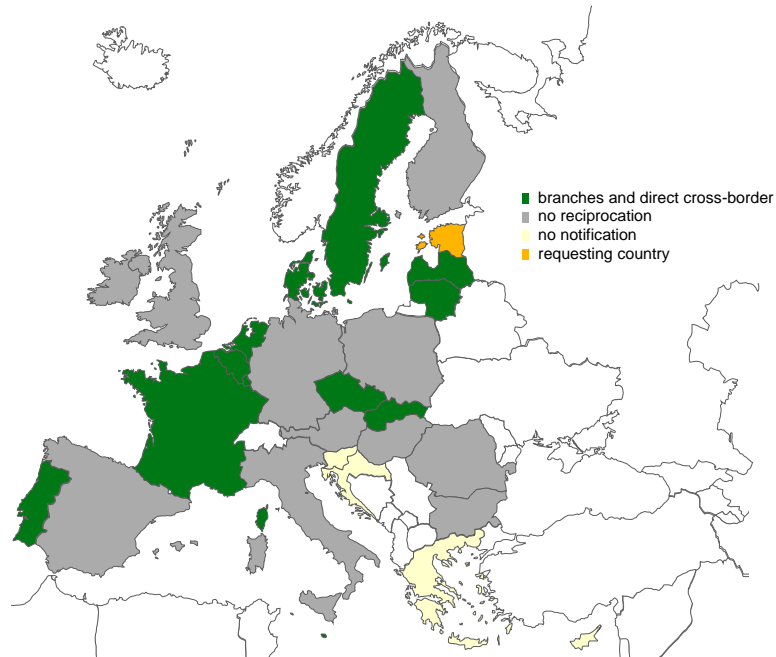 branches and direct cross-border
no reciprocation
no notification
requesting country